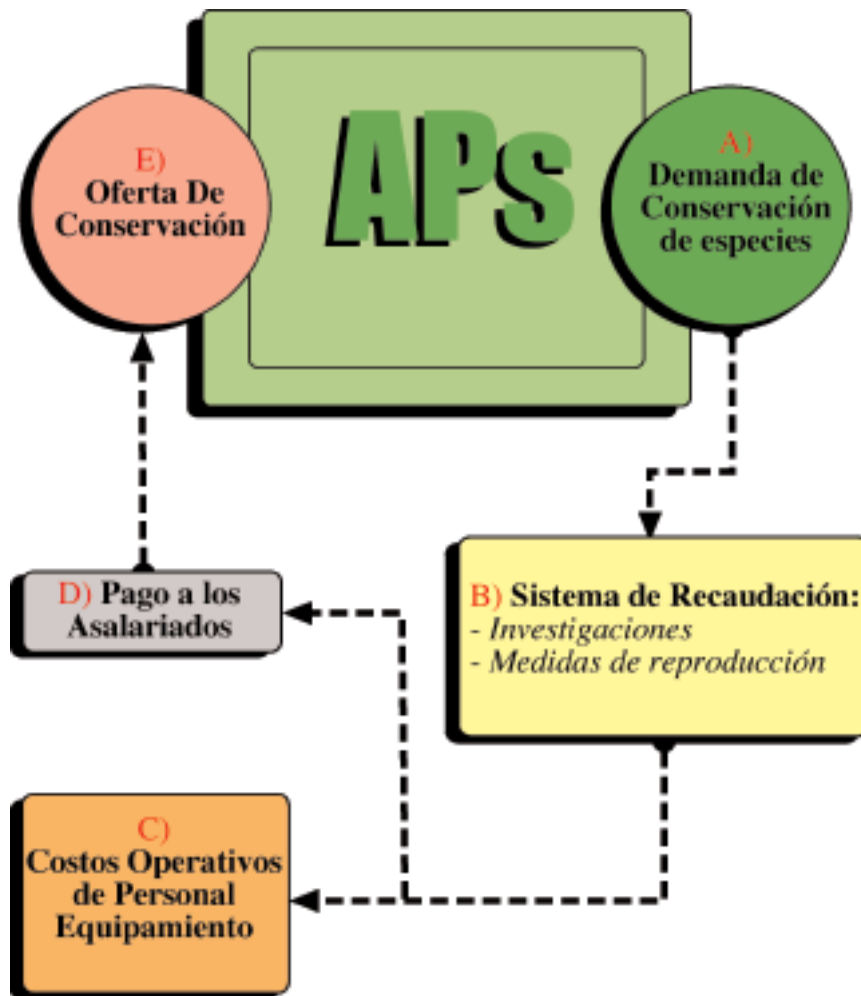 APs
E)
Oferta De
Conservación
A)
Demanda de
Conservación
de especies
D) Pago a los
Asalariados
B) Sistema de Recaudación:
- Investigaciones
- Medidas de reproducción
C)
Costos Operativos
de Personal
Equipamiento